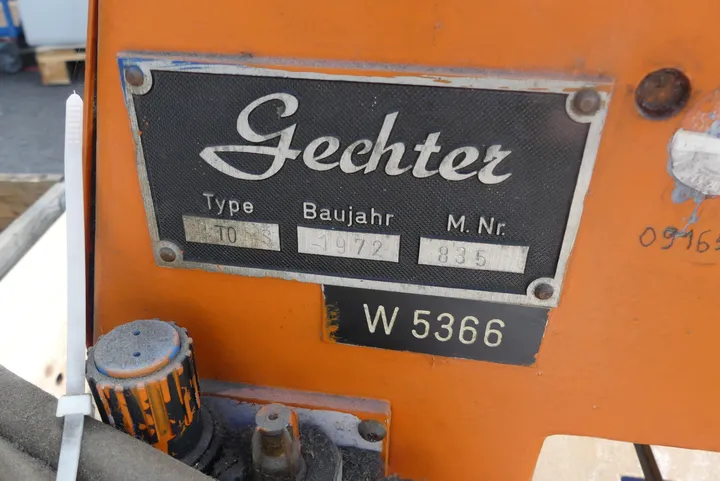 Gechter
Type Baujahr M. Nr.
1972 835
W 5366